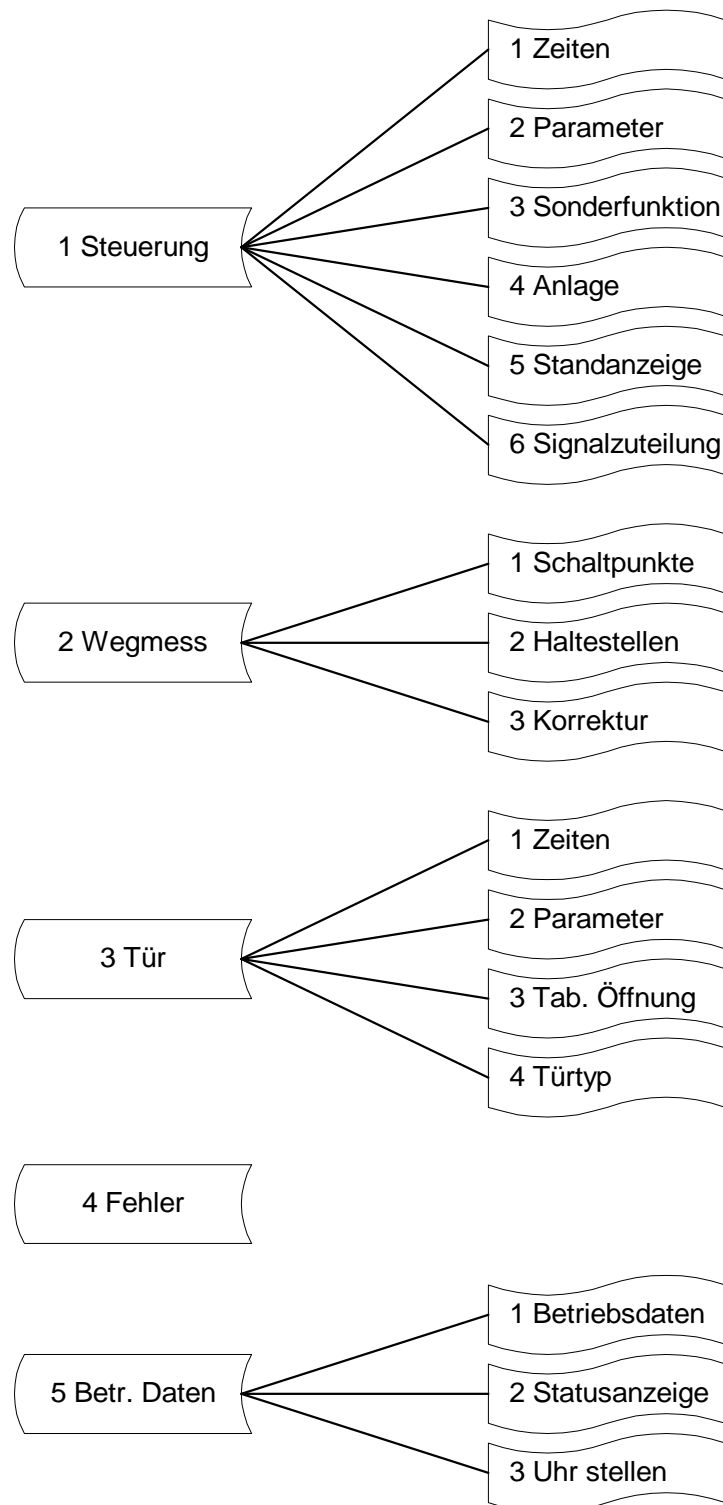 1 Steuerung
1 Zeiten
2 Parameter
3 Sonderfunktion
4 Anlage
5 Standanzeige
6 Signalzuteilung
2 Wegmess
1 Schaltpunkte
2 Haltestellen
3 Korrektur
3 Tür
1 Zeiten
2 Parameter
3 Tab. Öffnung
4 Türtyp
4 Fehler
5 Betr. Daten
1 Betriebsdaten
2 Statusanzeige
3 Uhr stellen